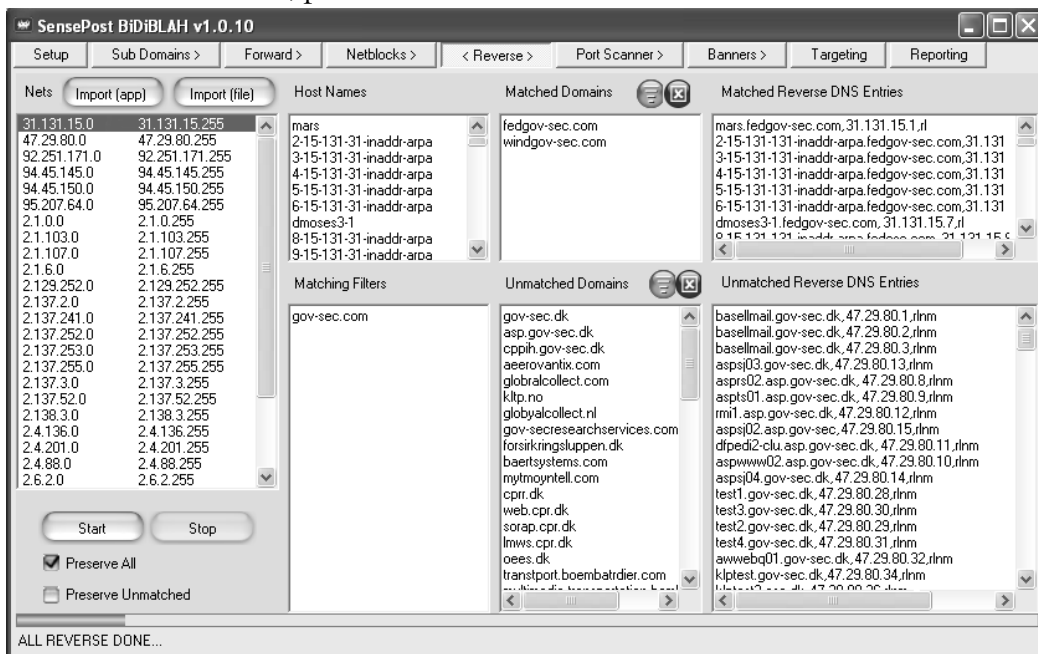 SensePost BiDiBLAH v1.0.10
Setup Sub Domains > Forward > Netblocks > < Reverse > Port Scanner > Banners > Targeting Reporting
Nets Import (app) Import (file)
31.131.15.0 31.131.15.255
47.29.80.0 47.29.80.255
92.251.171.0 92.251.171.255
94.45.145.0 94.45.145.255
94.45.150.0 94.45.150.255
95.207.64.0 95.207.64.255
2.1.0.0 2.1.0.255
2.1.103.0 2.1.103.255
2.1.107.0 2.1.107.255
2.1.6.0 2.1.6.255
2.129.252.0 2.129.252.255
2.137.2.0 2.137.2.255
2.137.241.0 2.137.241.255
2.137.252.0 2.137.252.255
2.137.253.0 2.137.253.255
2.137.255.0 2.137.255.255
2.137.3.0 2.137.3.255
2.137.52.0 2.137.52.255
2.138.3.0 2.138.3.255
2.4.136.0 2.4.136.255
2.4.201.0 2.4.201.255
2.4.88.0 2.4.88.255
2.6.2.0 2.6.2.255
Start Stop
Preserve All
Preserve Unmatched
Host Names
mars
2-15-131-31-inaddr-arpa
3-15-131-31-inaddr-arpa
4-15-131-31-inaddr-arpa
5-15-131-31-inaddr-arpa
6-15-131-31-inaddr-arpa
dmoses3-1
8-15-131-31-inaddr-arpa
9-15-131-31-inaddr-arpa
Matched Domains
fedgov-sec.com
windgov-sec.com
Matched Reverse DNS Entries
mars.fedgov-sec.com,31.131.15.1,rl
2-15-131-131-inaddr-arpa.fedgov-sec.com,31.131
3-15-131-131-inaddr-arpa.fedgov-sec.com,31.131
4-15-131-131-inaddr-arpa.fedgov-sec.com,31.131
5-15-131-131-inaddr-arpa.fedgov-sec.com,31.131
6-15-131-131-inaddr-arpa.fedgov-sec.com,31.131
dmoses3-1.fedgov-sec.com, 31.131.15.7,rl
Matching Filters
gov-sec.com
Unmatched Domains
gov-sec.dk
asp.gov-sec.dk
cppih.gov-sec.dk
aeerovantix.com
globralcollect.com
kltp.no
globyalcollect.nl
gov-secresearchservices.com
forsirkringsluppen.dk
baertsystems.com
mytmoyntell.com
cprr.dk
web.cpr.dk
sorap.cpr.dk
lmws.cpr.dk
oees.dk
transtport.boembatrdier.com
Unmatched Reverse DNS Entries
basellmail.gov-sec.dk,47.29.80.1,rlnm
basellmail.gov-sec.dk,47.29.80.2,rlnm
basellmail.gov-sec.dk,47.29.80.3,rlnm
aspsj03.gov-sec.dk,47.29.80.13,rlnm
asprs02.asp.gov-sec.dk, 47.29.80.8,rlnm
aspts01.asp.gov-sec.dk,47.29.80.9,rlnm
rmi1.asp.gov-sec.dk,47.29.80.12,rlnm
aspsj02.asp.gov-sec.dk,47.29.80.15,rlnm
dfpedi2-clu.asp.gov-sec.dk,47.29.80.11,rlnm
aspwww02.asp.gov-sec.dk,47.29.80.10,rlnm
aspsj04.gov-sec.dk,47.29.80.14,rlnm
test1.gov-sec.dk,47.29.80.28,rlnm
test3.gov-sec.dk,47.29.80.30,rlnm
test2.gov-sec.dk,47.29.80.29,rlnm
test4.gov-sec.dk,47.29.80.31,rlnm
awwebq01.gov-sec.dk,47.29.80.32,rlnm
klptest.gov-sec.dk,47.29.80.34,rlnm
ALL REVERSE DONE...